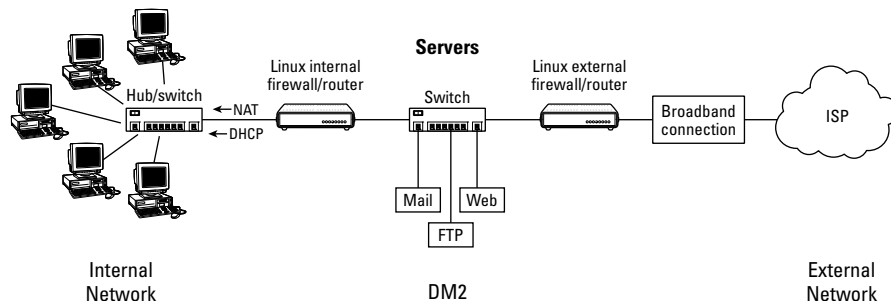 Servers
Linux internal
firewall/router
Linux external
firewall/router
Hub/switch
NAT
DHCP
Switch
Broadband
connection
ISP
Mail
Web
FTP
Internal
Network
DM2
External
Network